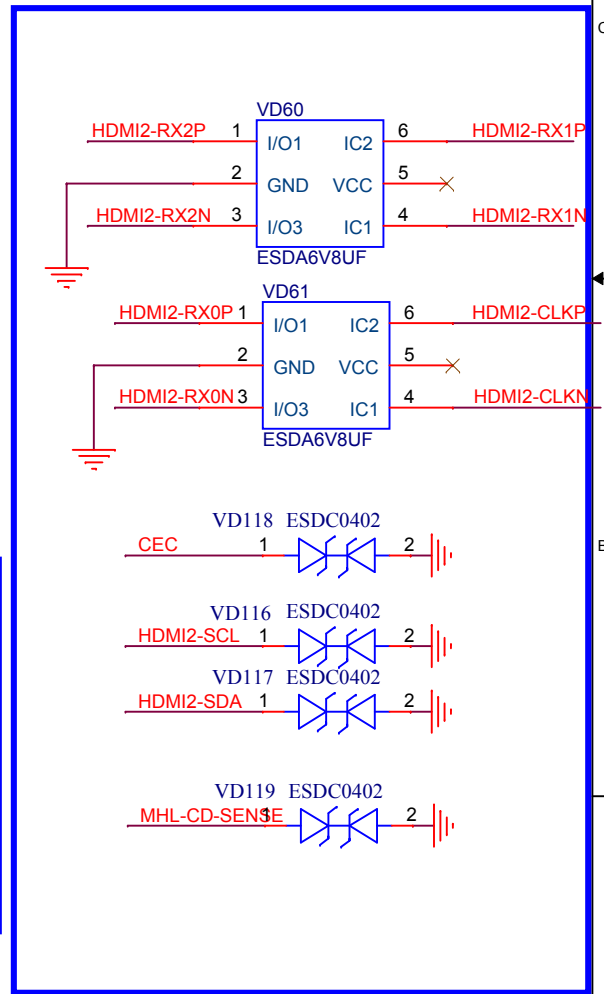 C
VD60
HDMI2-RX2P 1 I/O1 IC2 6 HDMI2-RX1P
2 GND VCC 5
HDMI2-RX2N 3 I/O3 IC1 4 HDMI2-RX1N
ESDA6V8UF
VD61
HDMI2-RX0P 1 I/O1 IC2 6 HDMI2-CLKP
2 GND VCC 5
HDMI2-RX0N 3 I/O3 IC1 4 HDMI2-CLKN
ESDA6V8UF
VD118 ESDC0402
CEC 1 2
VD116 ESDC0402
HDMI2-SCL 1 2
VD117 ESDC0402
HDMI2-SDA 1 2
VD119 ESDC0402
MHL-CD-SENSE 1 2